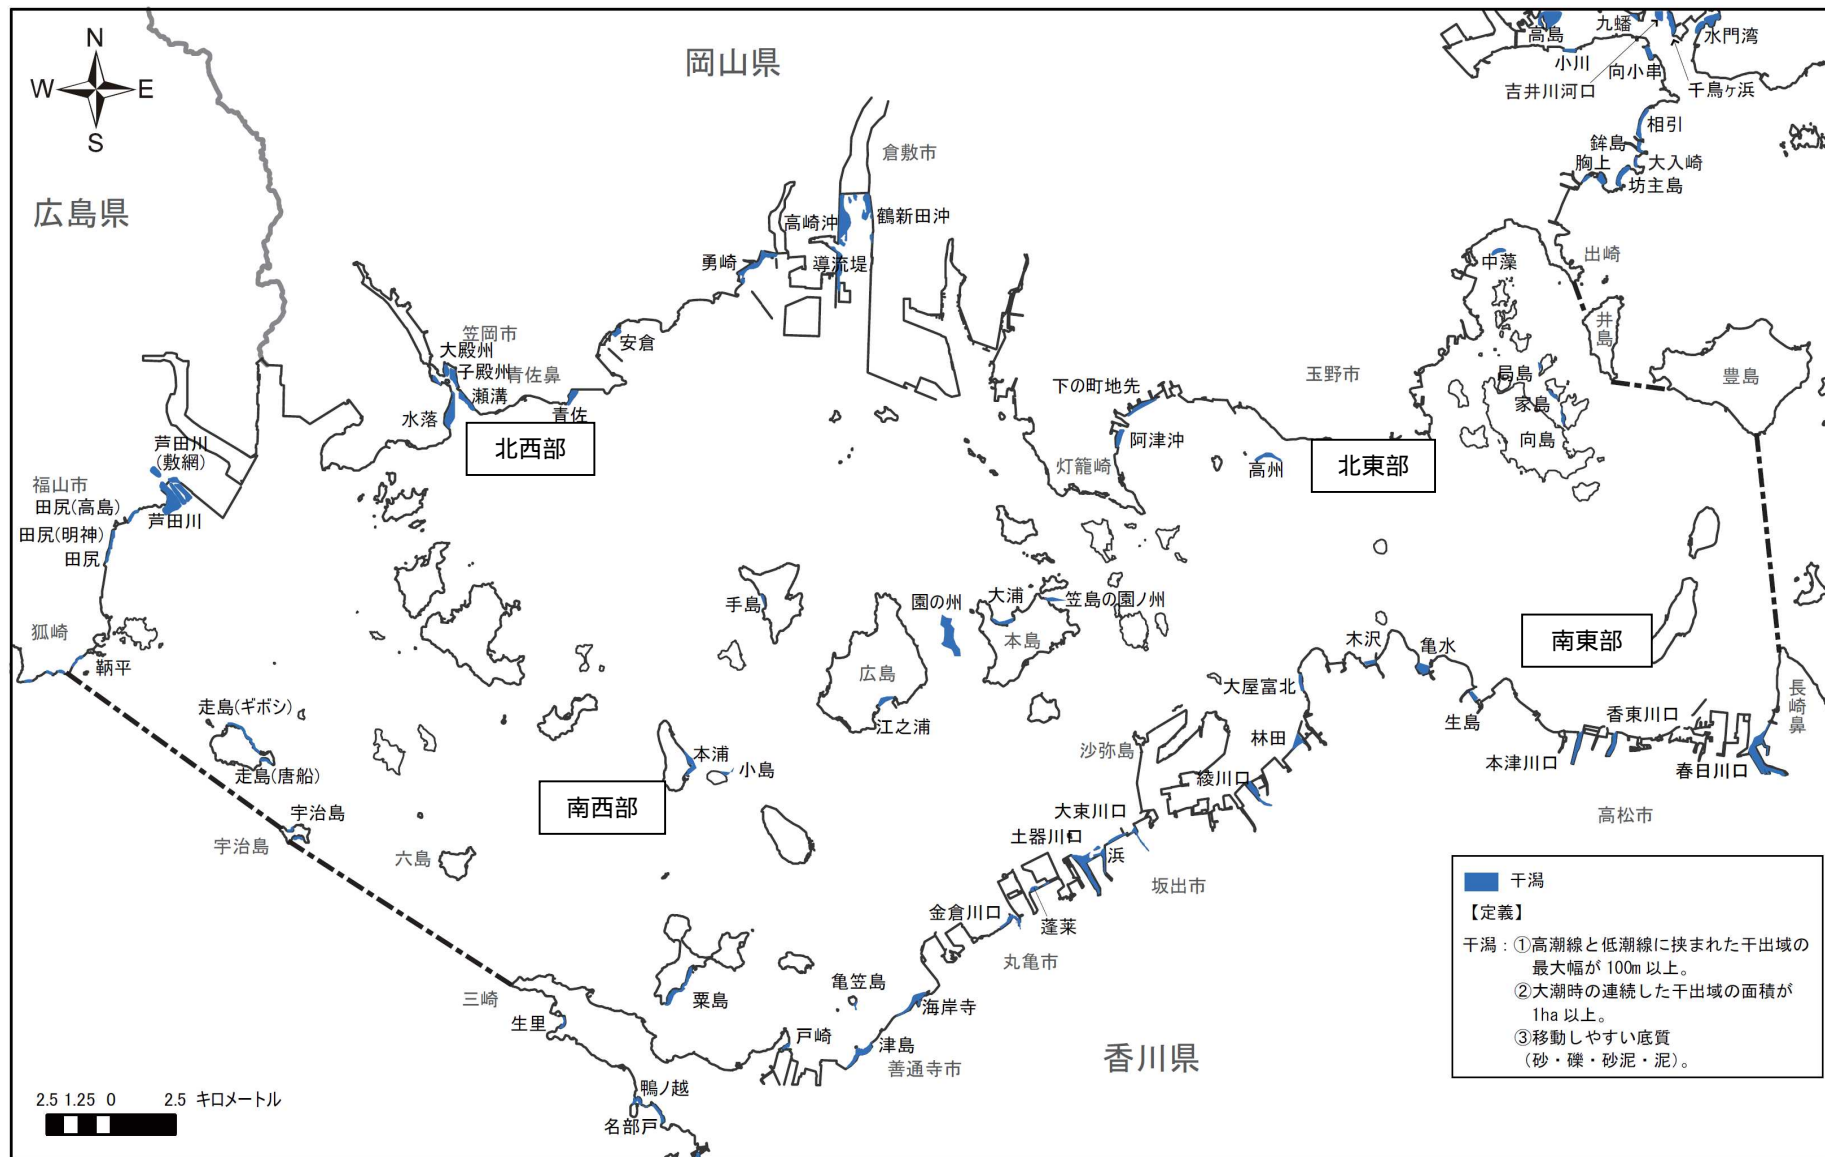 N
W
E
S
岡山県
広島県
香川県
高島
九蟠
水門湾
小川
向小串
吉井川河口
千鳥ヶ浜
相引
鉾島
胸上
大入崎
坊主島
倉敷市
高崎沖
鶴新田沖
勇崎
導流堤
出崎
中藻
井島
豊島
笠岡市
大殿州
子殿州
青佐鼻
瀬溝
水落
青佐
安倉
北西部
下の町地先
玉野市
局島
家島
向島
阿津沖
灯籠崎
高州
北東部
芦田川
(敷網)
福山市
田尻(高島)
芦田川
田尻(明神)
田尻
狐崎
鞆平
手島
園の州
大浦
笠島の園ノ州
本島
広島
江之浦
木沢
亀水
南東部
大屋富北
生島
香東川口
長崎鼻
本津川口
春日川口
高松市
走島(ギボシ)
走島(唐船)
本浦
小島
沙弥島
林田
綾川口
南西部
宇治島
宇治島
六島
大東川口
土器川口
浜
坂出市
金倉川口
蓬莱
丸亀市
三崎
生里
粟島
亀笠島
海岸寺
戸崎
津島
善通寺市
鴨ノ越
名部戸
2.5 1.25 0 2.5 キロメートル
干潟
【定義】
干潟：①高潮線と低潮線に挟まれた干出域の
最大幅が100m以上。
②大潮時の連続した干出域の面積が
1ha以上。
③移動しやすい底質
（砂・礫・砂泥・泥）。